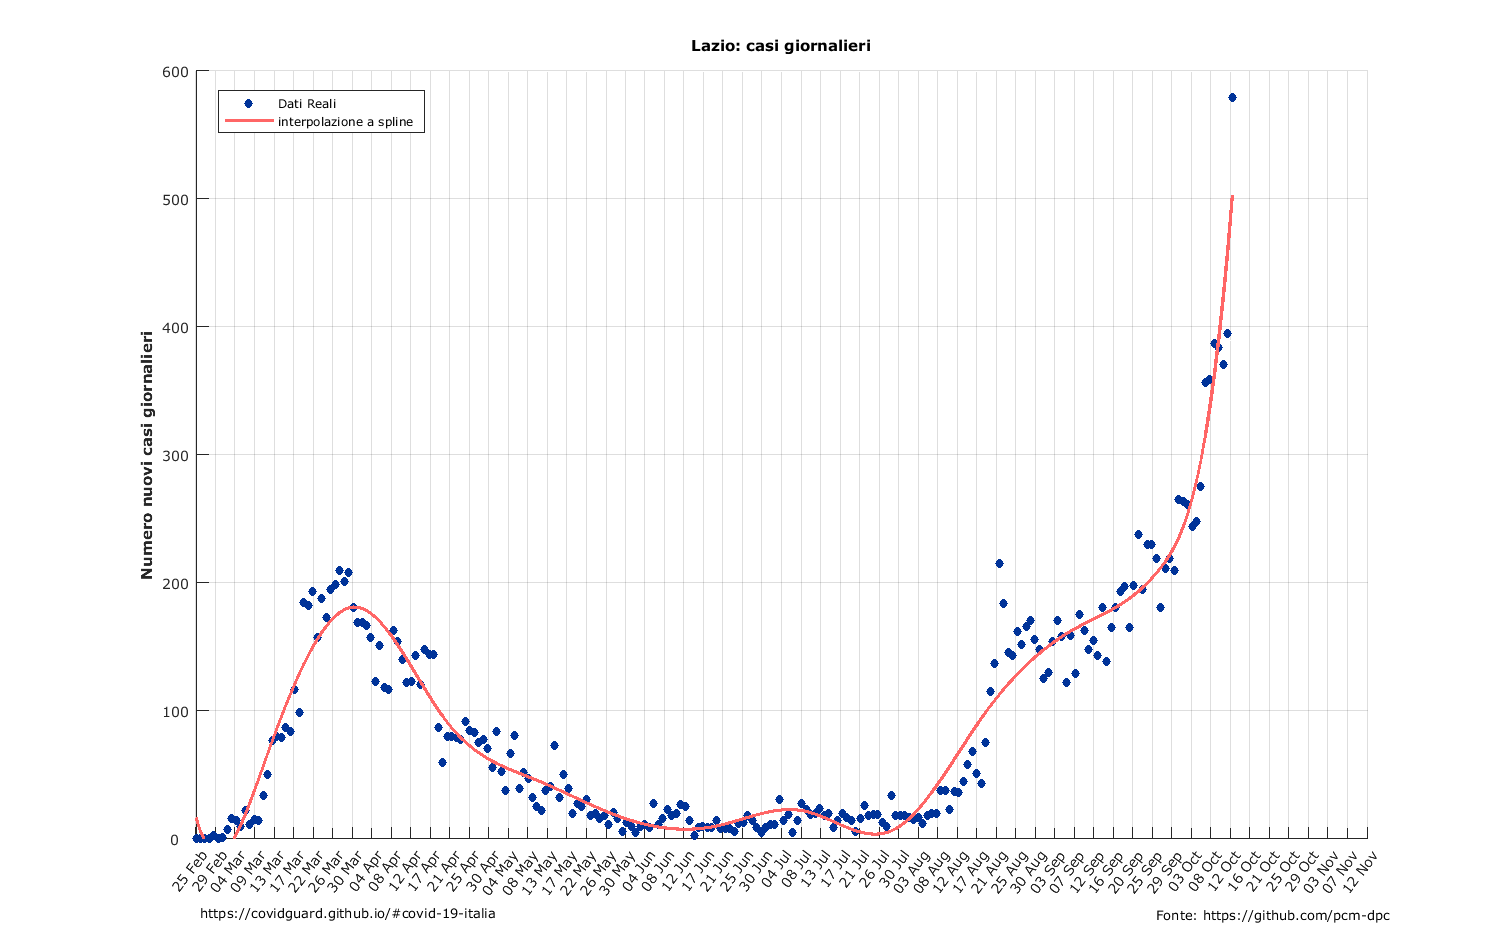 Lazio: casi giornalieri
600
500
400
300
200
100
0
Numero nuovi casi giornalieri
Dati Reali
interpolazione a spline
25 Feb
29 Feb
04 Mar
09 Mar
13 Mar
17 Mar
22 Mar
26 Mar
30 Mar
04 Apr
08 Apr
12 Apr
17 Apr
21 Apr
25 Apr
30 Apr
04 May
08 May
13 May
17 May
22 May
26 May
30 May
04 Jun
08 Jun
12 Jun
17 Jun
21 Jun
25 Jun
30 Jun
04 Jul
08 Jul
13 Jul
17 Jul
21 Jul
26 Jul
30 Jul
03 Aug
08 Aug
12 Aug
17 Aug
21 Aug
25 Aug
30 Aug
03 Sep
07 Sep
12 Sep
16 Sep
20 Sep
25 Sep
29 Sep
03 Oct
08 Oct
12 Oct
16 Oct
21 Oct
25 Oct
29 Oct
03 Nov
07 Nov
12 Nov
https://covidguard.github.io/#covid-19-italia
Fonte: https://github.com/pcm-dpc